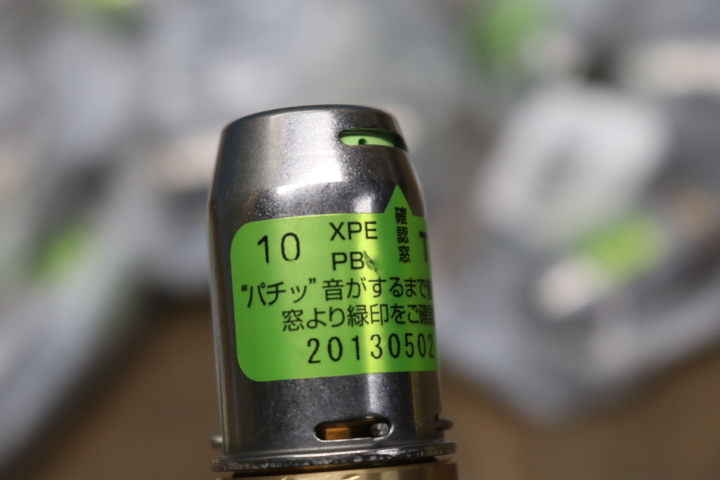 10 XPE
PB
確認窓
"パチッ"音がするまで
窓より緑印をご確
20130502